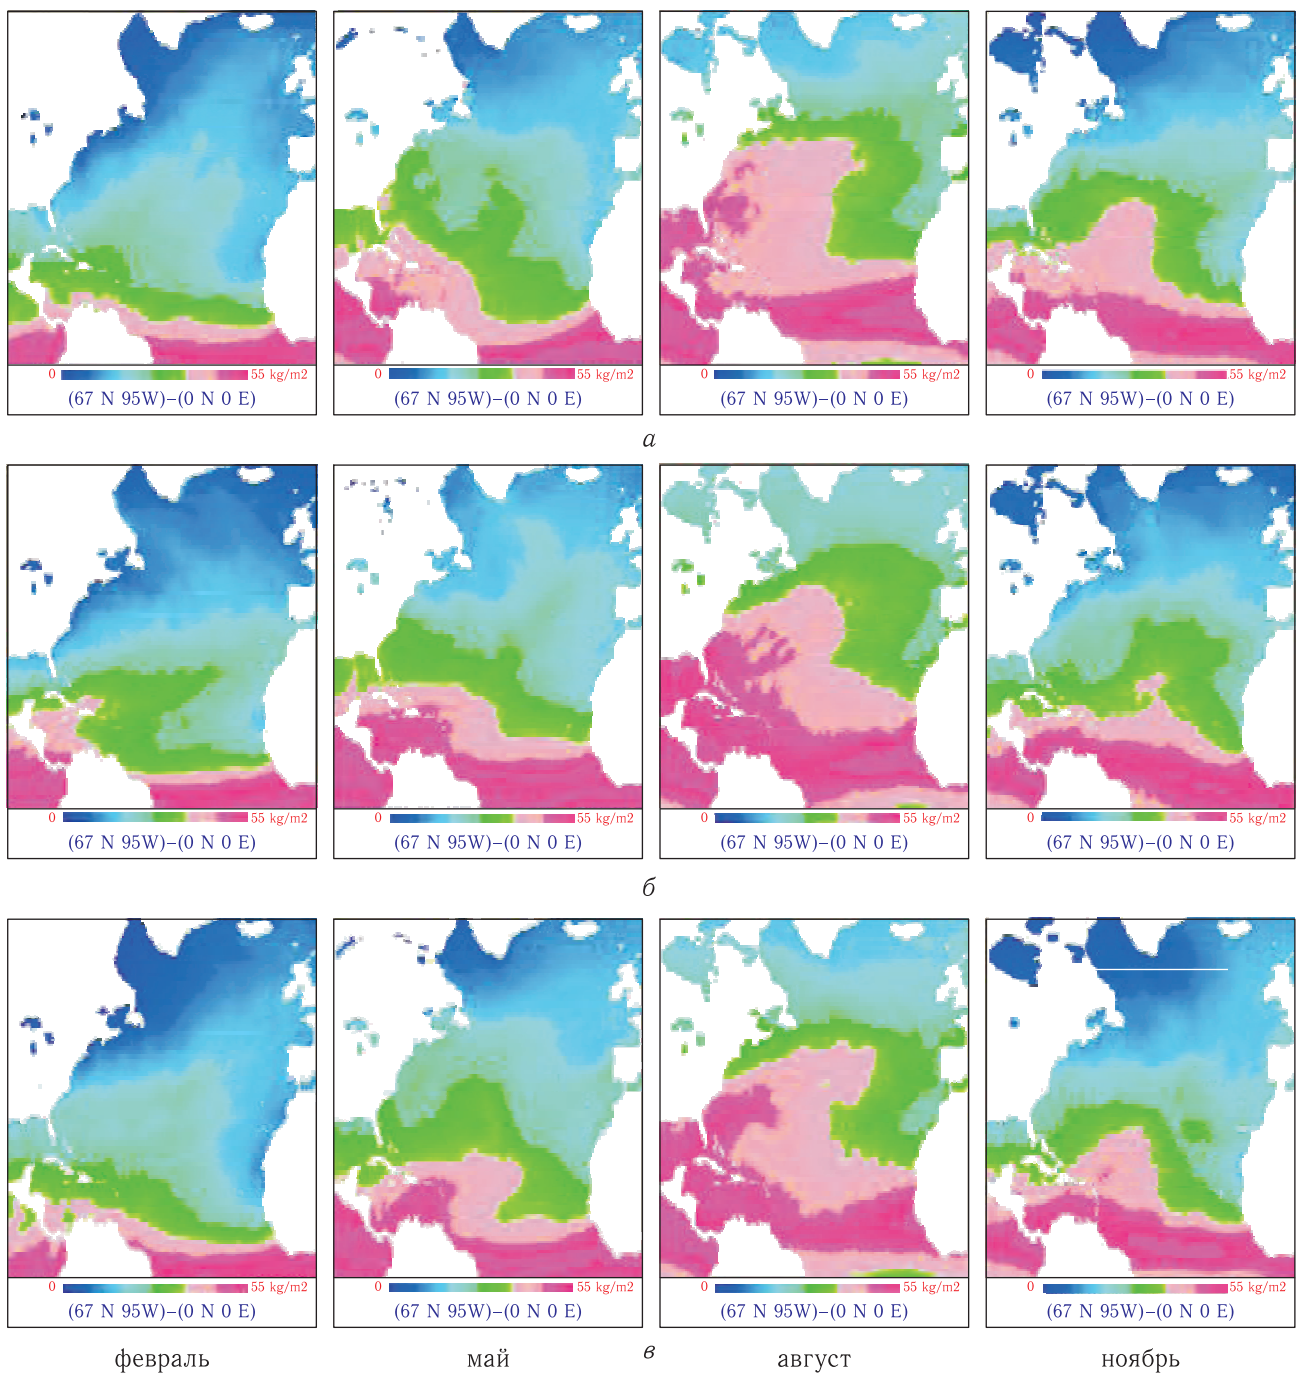 0 55 kg/m2 0 55 kg/m2 0 55 kg/m2 0 55 kg/m2
(67 N 95W)–(0 N 0 E) (67 N 95W)–(0 N 0 E) (67 N 95W)–(0 N 0 E) (67 N 95W)–(0 N 0 E)
а
0 55 kg/m2 0 55 kg/m2 0 55 kg/m2 0 55 kg/m2
(67 N 95W)–(0 N 0 E) (67 N 95W)–(0 N 0 E) (67 N 95W)–(0 N 0 E) (67 N 95W)–(0 N 0 E)
б
0 55 kg/m2 0 55 kg/m2 0 55 kg/m2 0 55 kg/m2
(67 N 95W)–(0 N 0 E) (67 N 95W)–(0 N 0 E) (67 N 95W)–(0 N 0 E) (67 N 95W)–(0 N 0 E)
в
февраль май август ноябрь